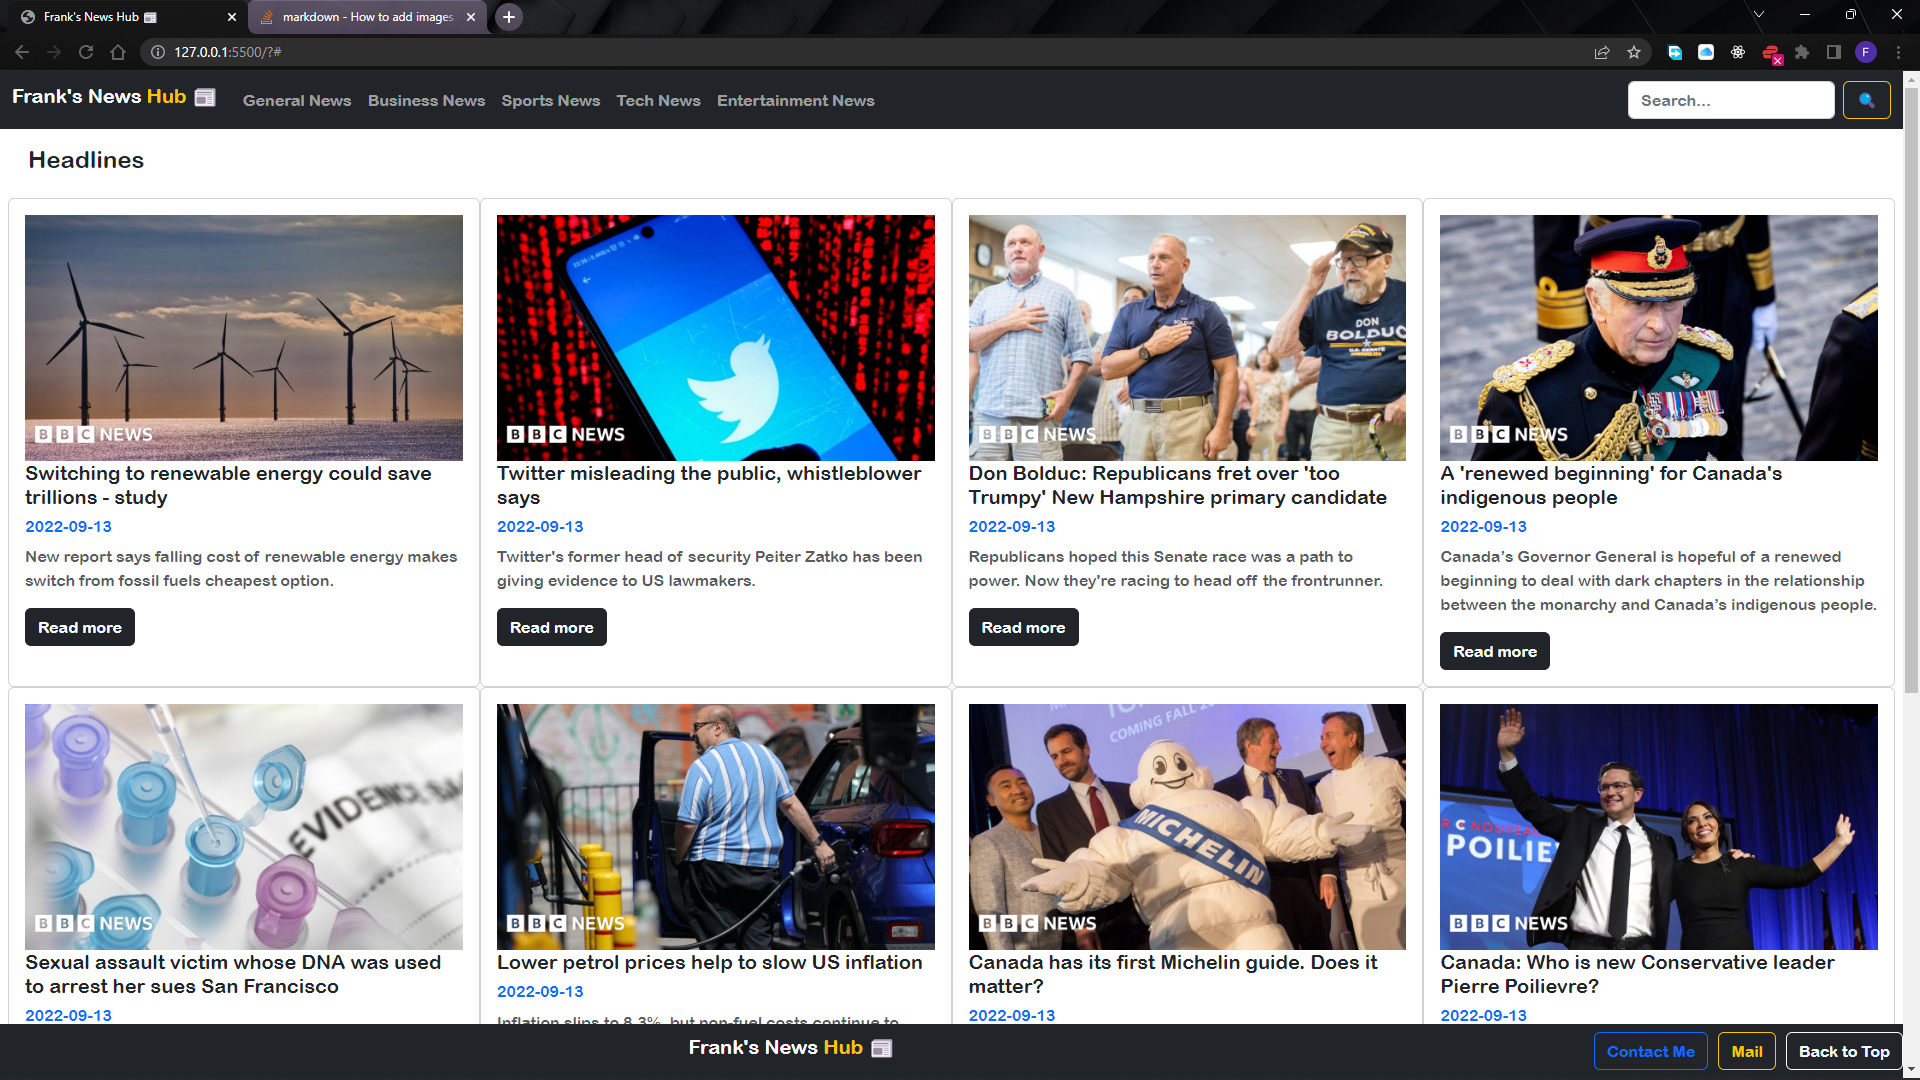 Frank's News Hub
markdown - How to add images
127.0.0.1:5500/?#
F
Frank's News Hub
General News
Business News
Sports News
Tech News
Entertainment News
Search...
Headlines
BBC NEWS
Switching to renewable energy could save
trillions - study
2022-09-13
New report says falling cost of renewable energy makes
switch from fossil fuels cheapest option.
Read more
BBC NEWS
Twitter misleading the public, whistleblower
says
2022-09-13
Twitter's former head of security Peiter Zatko has been
giving evidence to US lawmakers.
Read more
DON
BOLDUC
U.S. SENATE
BOLDUC
BBC NEWS
Don Bolduc: Republicans fret over 'too
Trumpy' New Hampshire primary candidate
2022-09-13
Republicans hoped this Senate race was a path to
power. Now they're racing to head off the frontrunner.
Read more
BBC NEWS
A 'renewed beginning' for Canada's
indigenous people
2022-09-13
Canada’s Governor General is hopeful of a renewed
beginning to deal with dark chapters in the relationship
between the monarchy and Canada’s indigenous people.
Read more
EVIDENCE
BBC NEWS
Sexual assault victim whose DNA was used
to arrest her sues San Francisco
2022-09-13
BBC NEWS
Lower petrol prices help to slow US inflation
2022-09-13
Inflation slips to 8.3%, but non-fuel costs continue to
COMING FALL 20
MICHELIN
BBC NEWS
Canada has its first Michelin guide. Does it
matter?
2022-09-13
POILIE
BBC NEWS
Canada: Who is new Conservative leader
Pierre Poilievre?
2022-09-13
Frank's News Hub
Contact Me
Mail
Back to Top